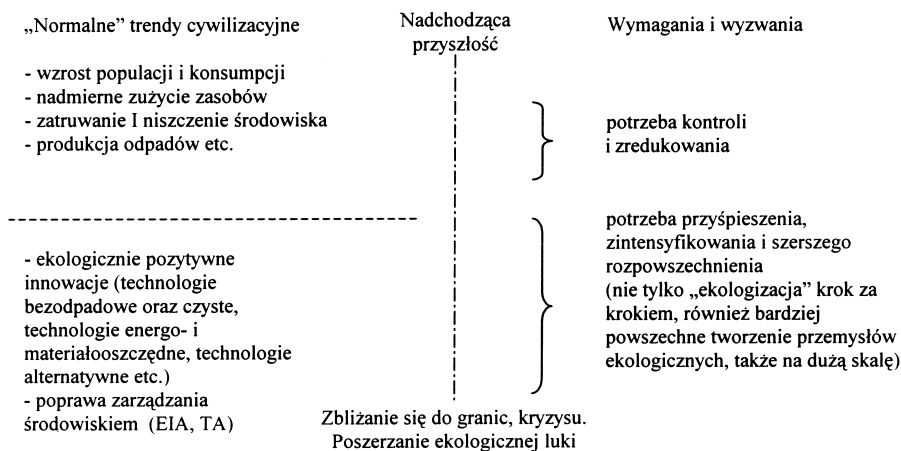 „Normalne” trendy cywilizacyjne
- wzrost populacji i konsumpcji
- nadmierne zużycie zasobów
- zatruwanie I niszczenie środowiska
- produkcja odpadów etc.
- ekologicznie pozytywne
innowacje (technologie
bezodpadowe oraz czyste,
technologie energo- i
materiałooszczędne, technologie
alternatywne etc.)
- poprawa zarządzania
środowiskiem (EIA, TA)
Nadchodząca
przyszłość
Zbliżanie się do granic, kryzysu.
Poszerzanie ekologicznej luki
Wymagania i wyzwania
potrzeba kontroli
i zredukowania
potrzeba przyśpieszenia,
zintensyfikowania i szerszego
rozpowszechnienia
(nie tylko „ekologizacja” krok za
krokiem, również bardziej
powszechne tworzenie przemysłów
ekologicznych, także na dużą skalę)